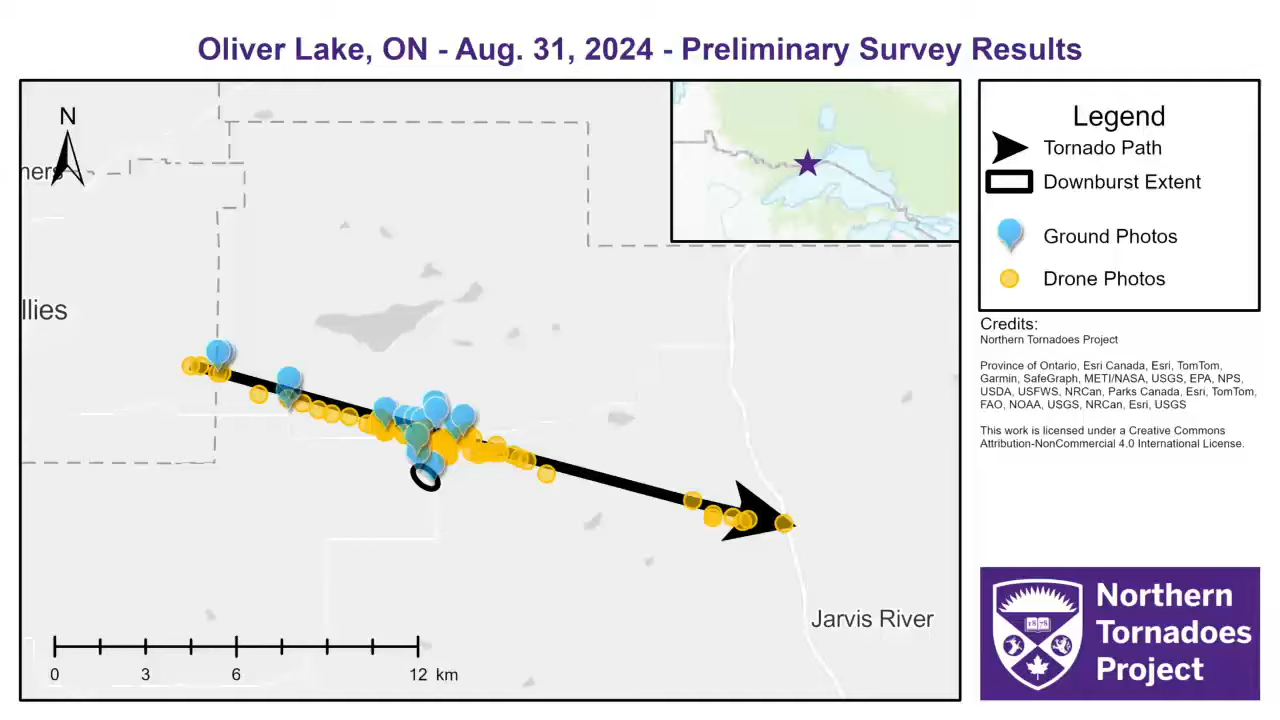 Oliver Lake, ON - Aug. 31, 2024 - Preliminary Survey Results
N
ners
llies
Jarvis River
0 3 6 12 km
Legend
Tornado Path
Downburst Extent
Ground Photos
Drone Photos
Credits:
Northern Tornadoes Project
Province of Ontario, Esri Canada, Esri, TomTom,
Garmin, SafeGraph, METI/NASA, USGS, EPA, NPS,
USDA, USFWS, NRCan, Parks Canada, Esri, TomTom,
FAO, NOAA, USGS, NRCan, Esri, USGS
This work is licensed under a Creative Commons
Attribution-NonCommercial 4.0 International License.
1878
Northern
Tornadoes
Project